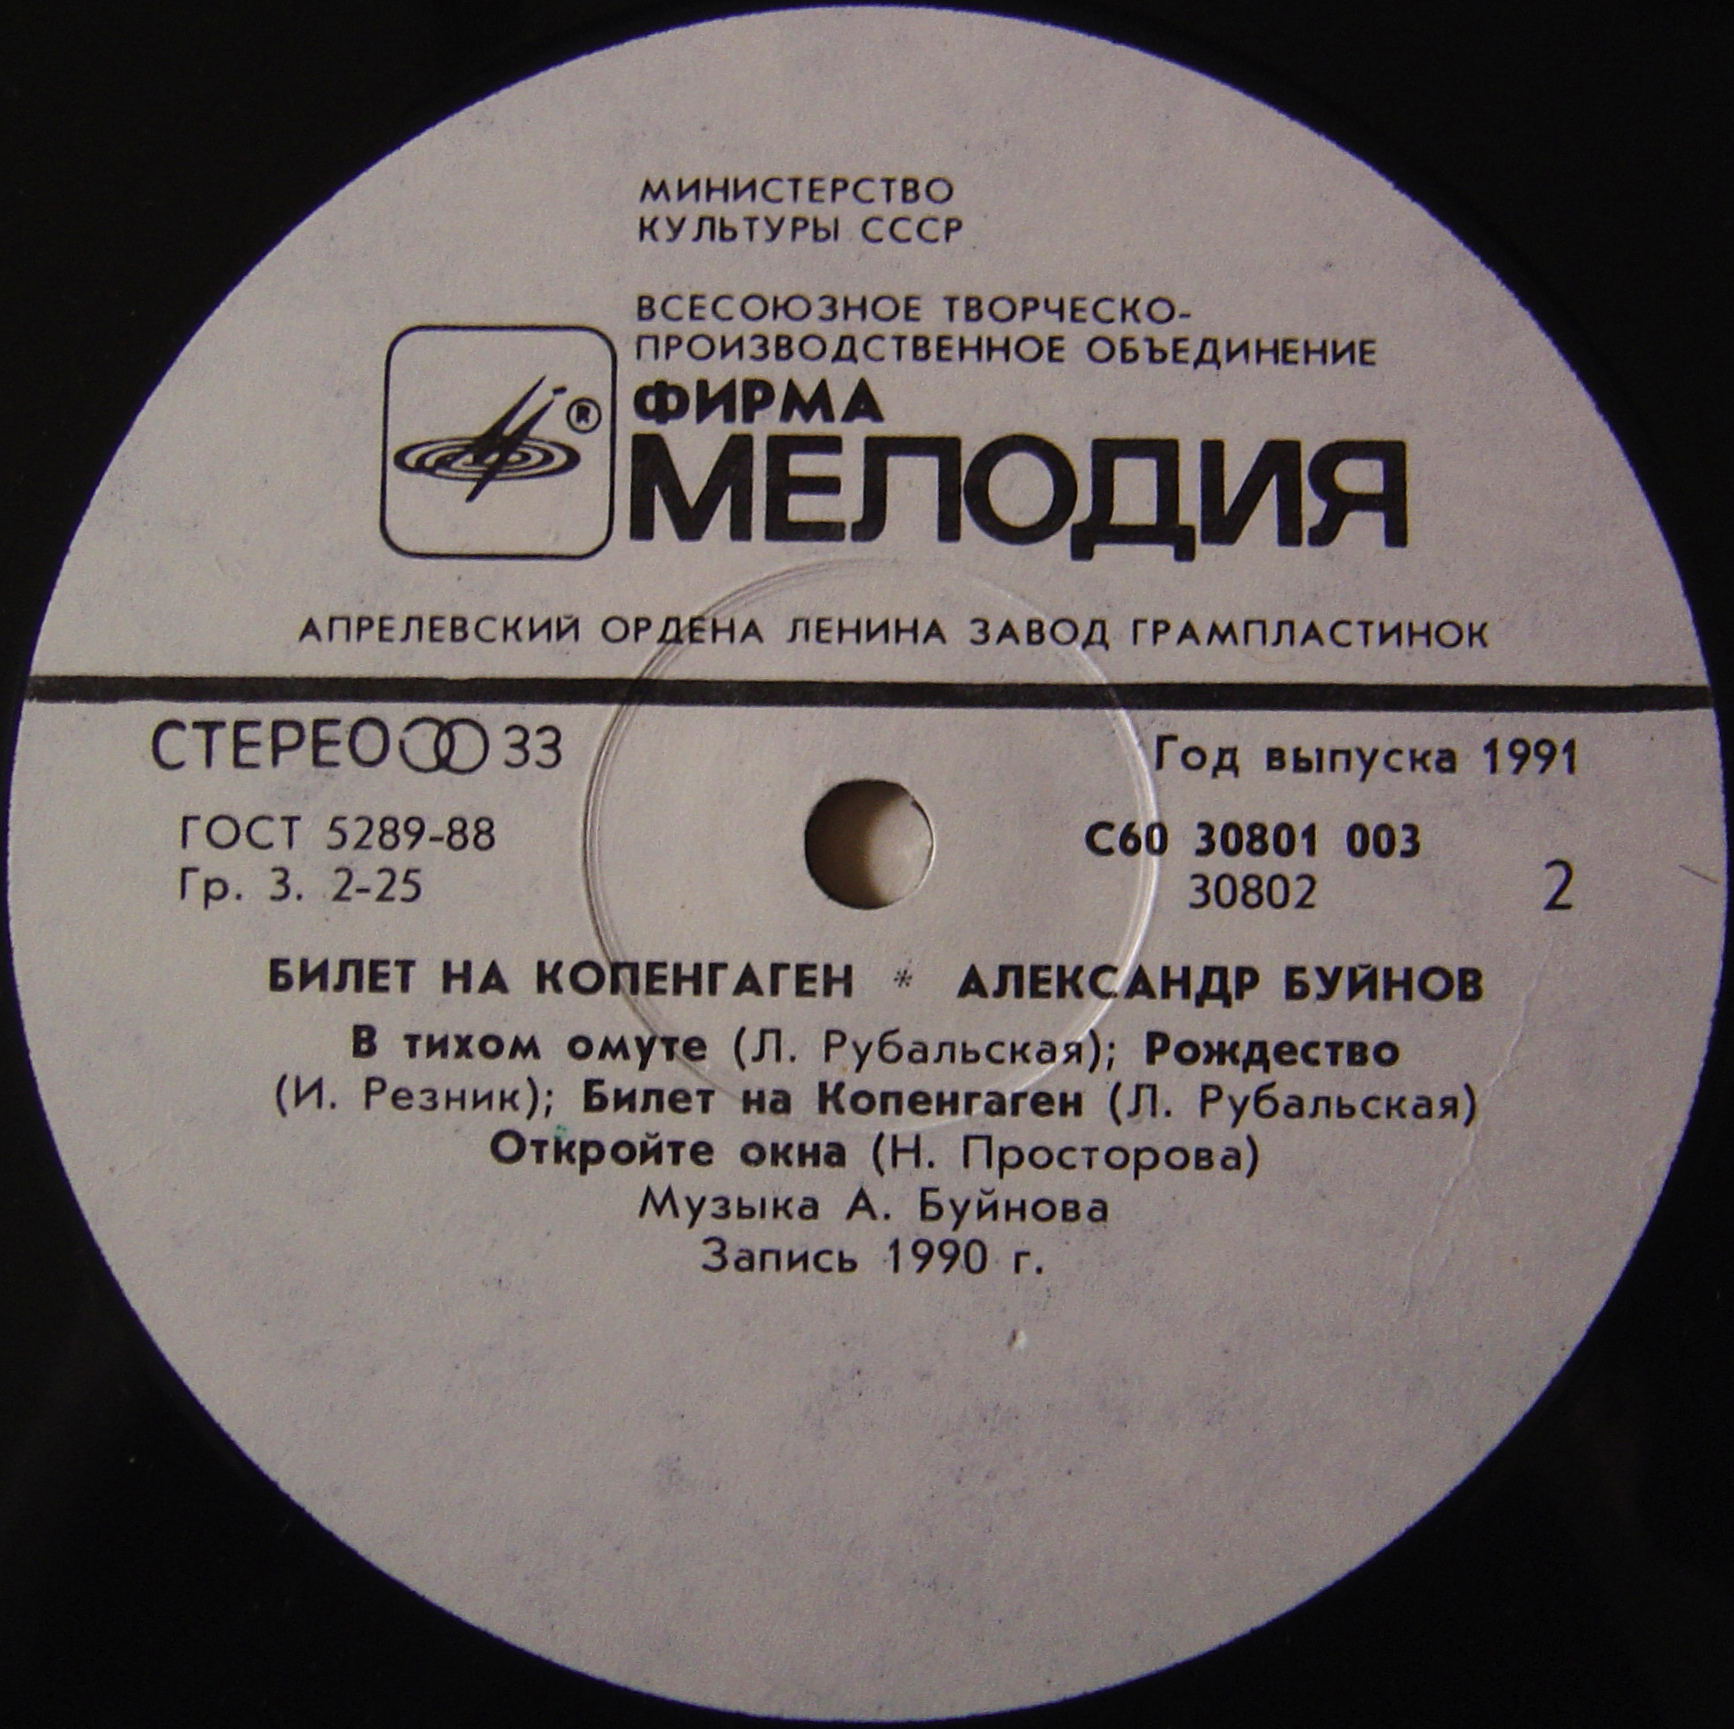 МИНИСТЕРСТВО
КУЛЬТУРЫ СССР
ВСЕСОЮЗНОЕ ТВОРЧЕСКО-
ПРОИЗВОДСТВЕННОЕ ОБЪЕДИНЕНИЕ
ФИРМА
®
МЕЛОДИЯ
АПРЕЛЕВСКИЙ ОРДЕНА ЛЕНИНА ЗАВОД ГРАМПЛАСТИНОК
СТЕРЕО 33
Год выпуска 1991
ГОСТ 5289-88
С60 30801 003
Гр. 3. 2-25
30802
2
БИЛЕТ НА КОПЕНГАГЕН * АЛЕКСАНДР БУЙНОВ
В тихом омуте (Л. Рубальская); Рождество
(И. Резник); Билет на Копенгаген (Л. Рубальская)
Откройте окна (Н. Просторова)
Музыка А. Буйнова
Запись 1990 г.